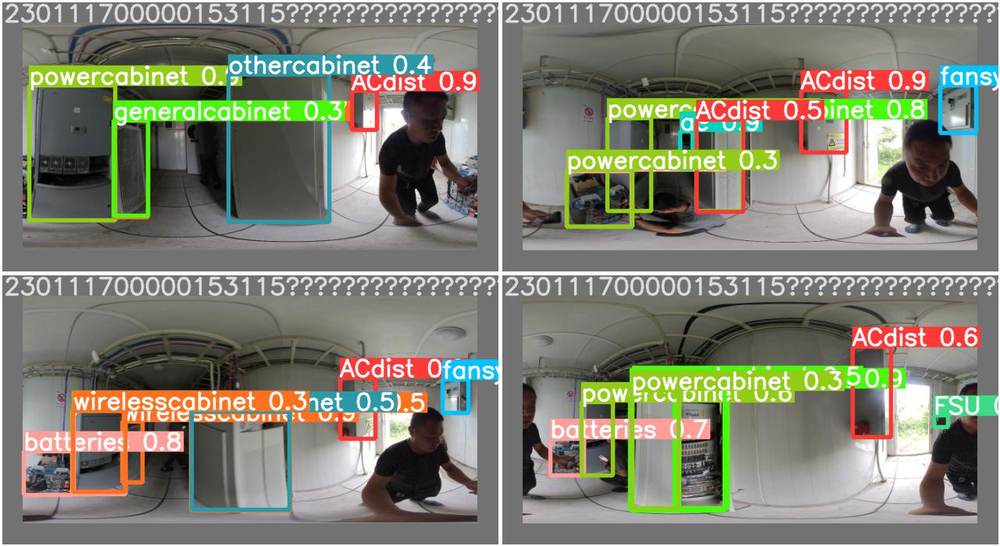 230111700000153115????????????????
powercabinet 0.9
othercabinet 0.4
generalcabinet 0.3
ACdist 0.9
230111700000153115????????????????
ACdist 0.9
fansy
powerc
ACdist 0.5
binet 0.8
0.9
powercabinet 0.3
230111700000153115????????????????
ACdist 0
fansy
wirelesscabinet 0.3
net 0.5
.5
wirelesscabinet 0.9
batteries 0.8
230111700000153115????????????????
ACdist 0.6
powercabinet 0.3
5
0.9
pow
binet 0.6
FSU 0
batteries 0.7